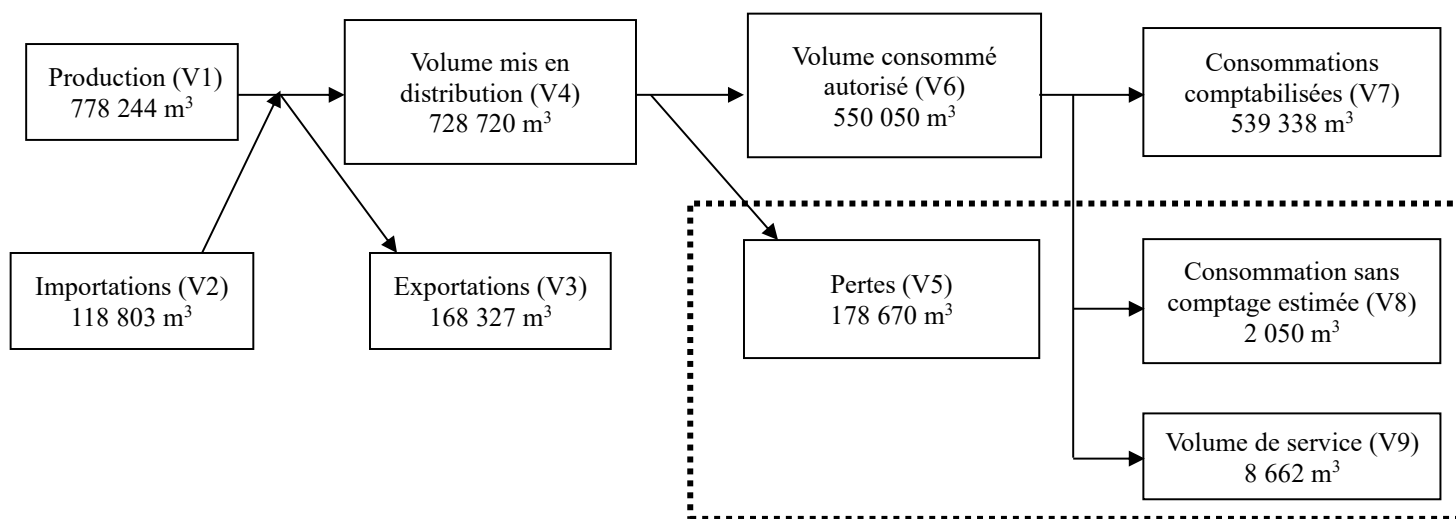 Production (V1)
778 244 m³
Volume mis en
distribution (V4)
728 720 m³
Volume consommé
autorisé (V6)
550 050 m³
Consommations
comptabilisées (V7)
539 338 m³
Importations (V2)
118 803 m³
Exportations (V3)
168 327 m³
Pertes (V5)
178 670 m³
Consommation sans
comptage estimée (V8)
2 050 m³
Volume de service (V9)
8 662 m³